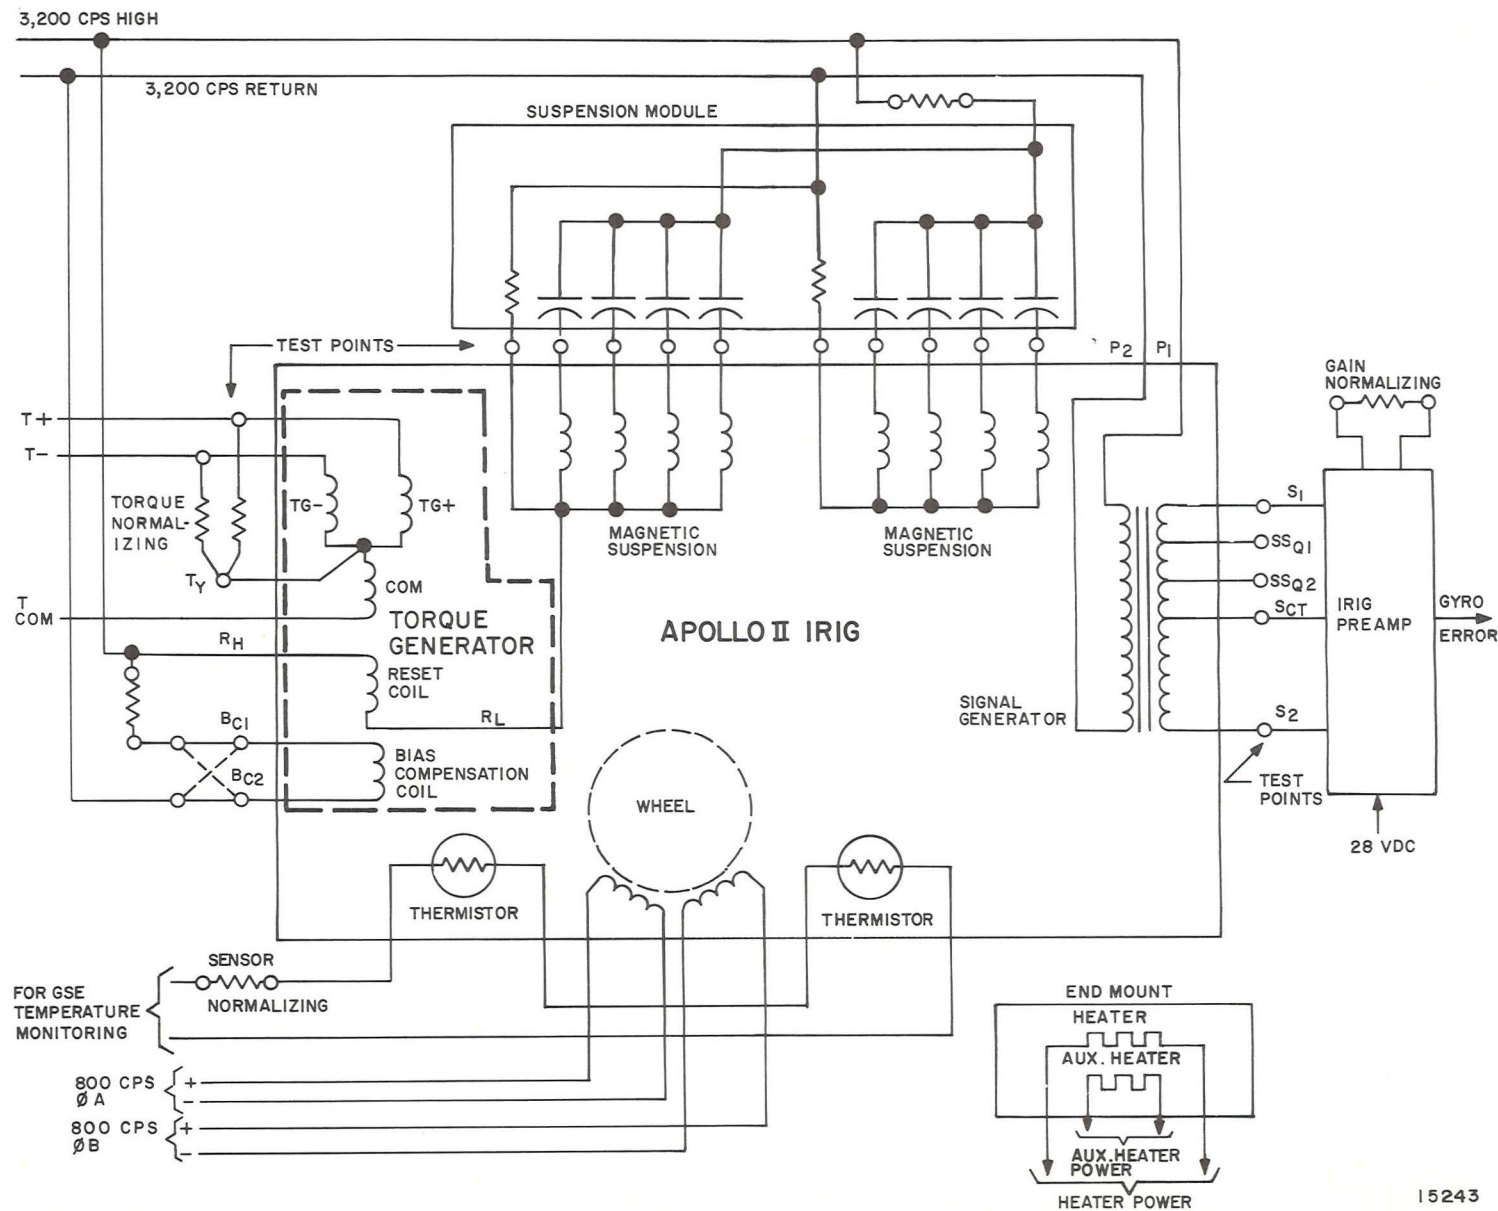 3,200 CPS HIGH
3,200 CPS RETURN
SUSPENSION MODULE
TEST POINTS
P2 P1
GAIN
NORMALIZING
T+
T-
TORQUE
NORMAL-
IZING
TG-
TG+
TY
COM
T
COM
TORQUE
GENERATOR
RH
RESET
COIL
RL
BC1
BC2
BIAS
COMPENSATION
COIL
MAGNETIC
SUSPENSION
MAGNETIC
SUSPENSION
APOLLO II IRIG
SIGNAL
GENERATOR
S1
SSQ1
SSQ2
SCT
S2
IRIG
PREAMP
GYRO
ERROR
TEST
POINTS
28 VDC
WHEEL
THERMISTOR
THERMISTOR
SENSOR
NORMALIZING
FOR GSE
TEMPERATURE
MONITORING
800 CPS
ØA
+
-
800 CPS
ØB
+
-
END MOUNT
HEATER
AUX. HEATER
AUX. HEATER
POWER
HEATER POWER
15243